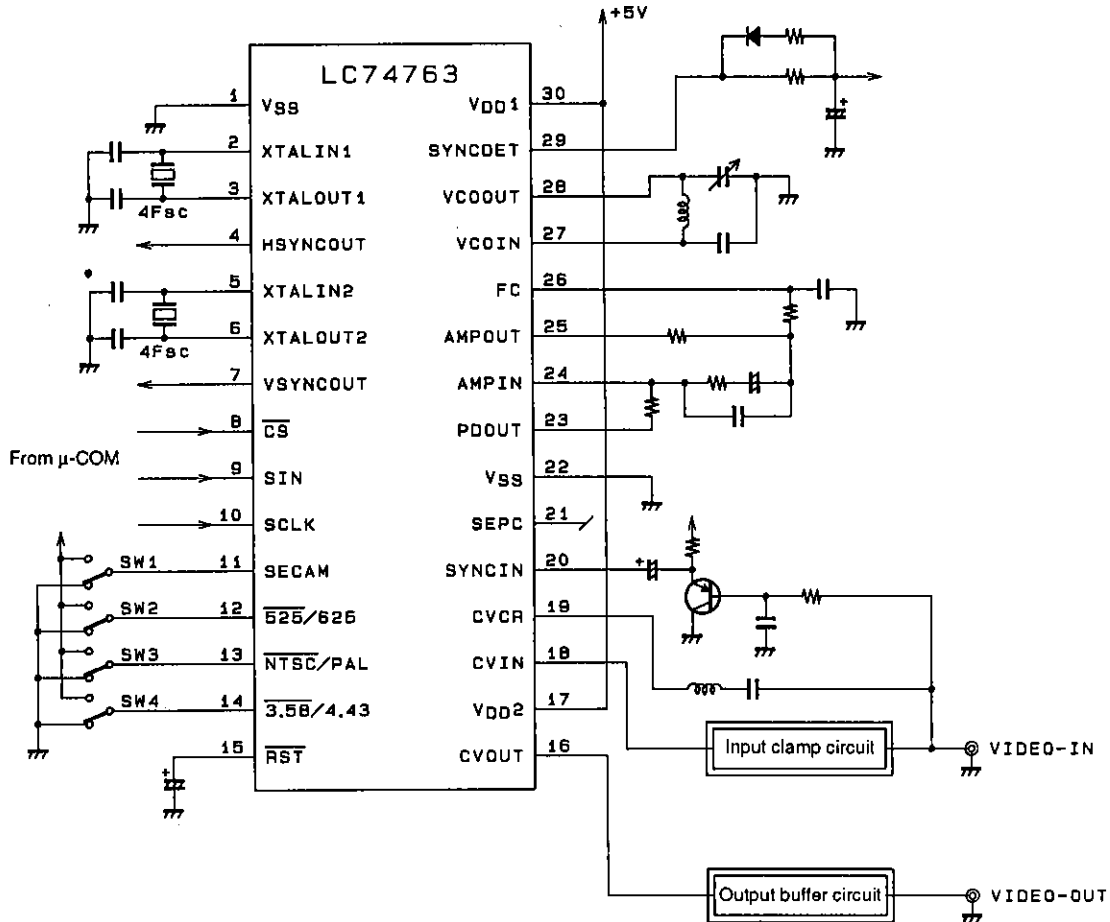 +5V
LC74763
1 VSS
2 XTALIN1
3 XTALOUT1
4Fsc
4 HSYNCOUT
5 XTALIN2
6 XTALOUT2
4Fsc
7 VSYNCOUT
8 CS
From μ-COM
9 SIN
10 SCLK
SW1 11 SECAM
SW2 12 525/625
SW3 13 NTSC/PAL
SW4 14 3.58/4.43
15 RST
VDD1 30
SYNCDET 29
VCOOUT 28
VCOIN 27
FC 26
AMPOUT 25
AMPIN 24
PDOUT 23
VSS 22
SEPC 21
SYNCIN 20
CVCR 19
CVIN 18
VDD2 17
CVOUT 16
+
+
+
Input clamp circuit
VIDEO-IN
Output buffer circuit
VIDEO-OUT